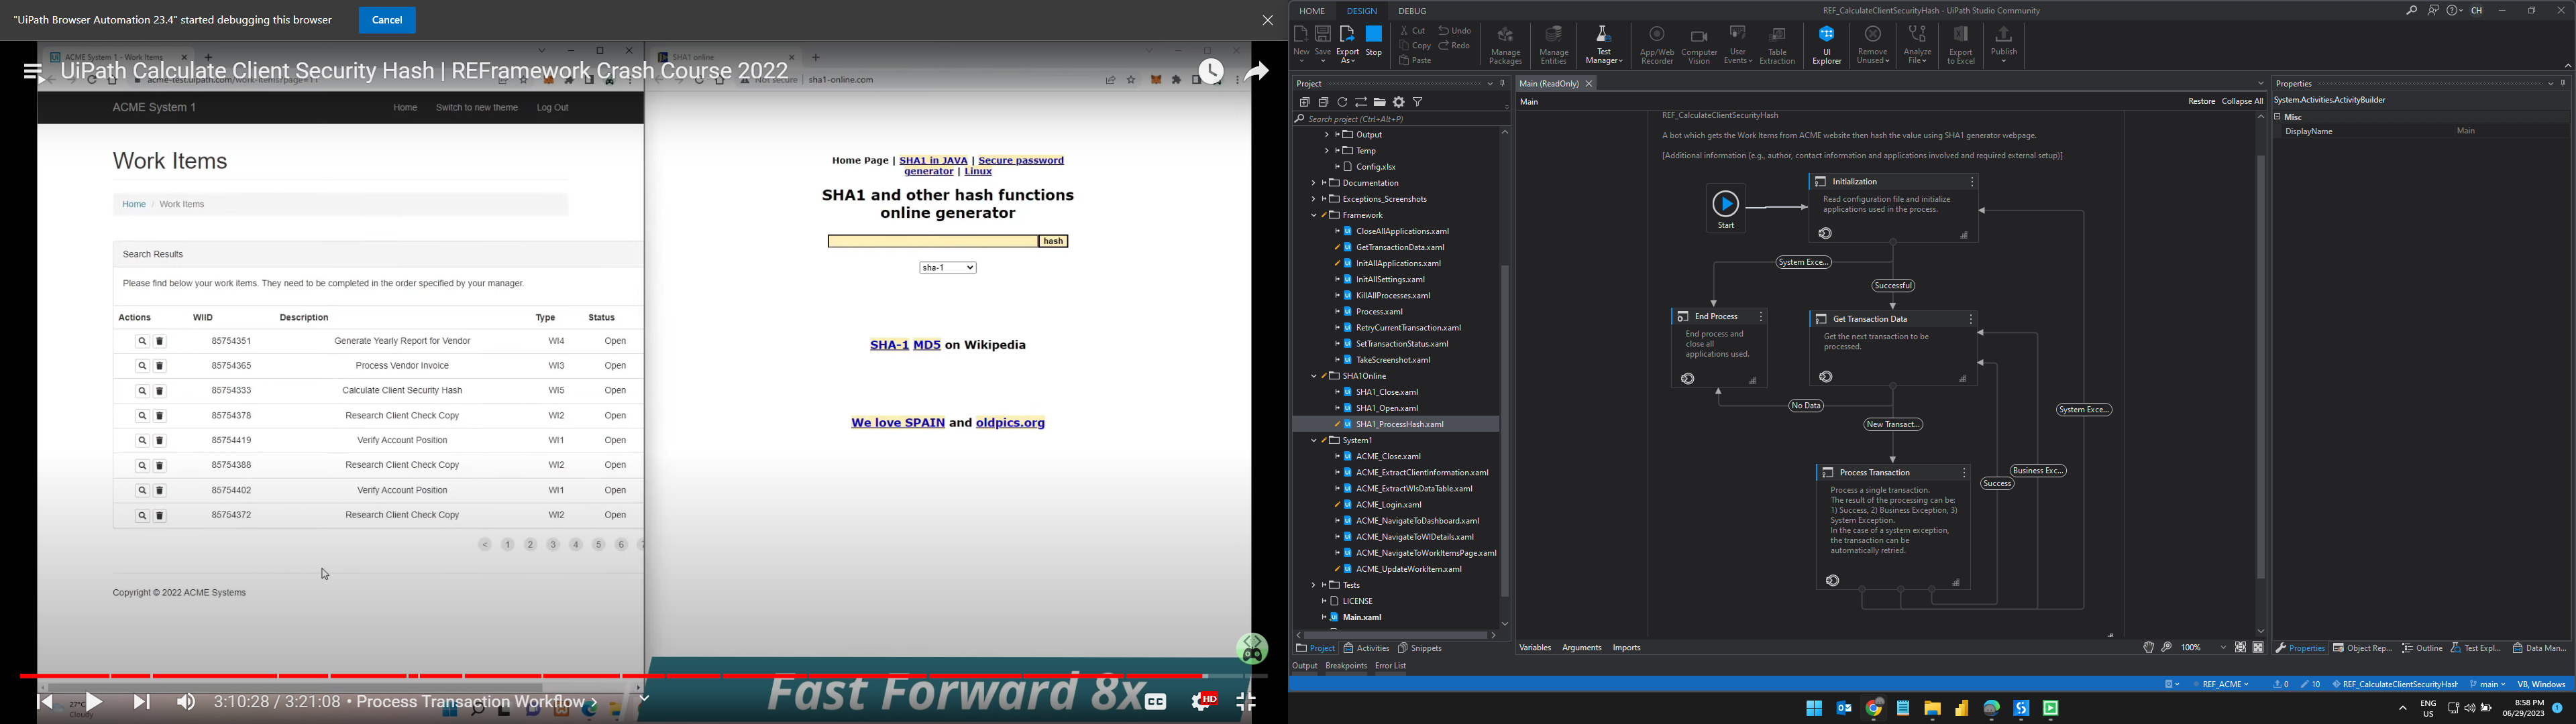 "UiPath Browser Automation 23.4" started debugging this browser
Cancel
ACME System 1 - Work Items
SHA1 online
UiPath Calculate Client Security Hash | REFramework Crash Course 2022
acme-test.uipath.com/work-items?page=11
Not secure | sha1-online.com
ACME System 1
Home
Switch to new theme
Log Out
Work Items
Home / Work Items
Search Results
Please find below your work items. They need to be completed in the order specified by your manager.
Actions WIID Description Type Status
85754351 Generate Yearly Report for Vendor WI4 Open
85754365 Process Vendor Invoice WI3 Open
85754333 Calculate Client Security Hash WI5 Open
85754378 Research Client Check Copy WI2 Open
85754419 Verify Account Position WI1 Open
85754388 Research Client Check Copy WI2 Open
85754402 Verify Account Position WI1 Open
85754372 Research Client Check Copy WI2 Open
< 1 2 3 4 5 6 7
Copyright © 2022 ACME Systems
Home Page | SHA1 in JAVA | Secure password
generator | Linux
SHA1 and other hash functions
online generator
hash
sha-1
SHA-1 MD5 on Wikipedia
We love SPAIN and oldpics.org
Fast Forward 8x
27°C
Cloudy
3:10:28 / 3:21:08 • Process Transaction Workflow >
CC
HD
HOME DESIGN DEBUG
REF_CalculateClientSecurityHash - UiPath Studio Community
CH
New
Save
Export
As
Stop
Cut
Copy
Paste
Undo
Redo
Manage
Packages
Manage
Entities
Test
Manager
App/Web
Recorder
Computer
Vision
User
Events
Table
Extraction
UI
Explorer
Remove
Unused
Analyze
File
Export
to Excel
Publish
Project
Search project (Ctrl+Alt+P)
Output
Temp
Config.xlsx
Documentation
Exceptions_Screenshots
Framework
CloseAllApplications.xaml
GetTransactionData.xaml
InitAllApplications.xaml
InitAllSettings.xaml
KillAllProcesses.xaml
Process.xaml
RetryCurrentTransaction.xaml
SetTransactionStatus.xaml
TakeScreenshot.xaml
SHA1Online
SHA1_Close.xaml
SHA1_Open.xaml
SHA1_ProcessHash.xaml
System1
ACME_Close.xaml
ACME_ExtractClientInformation.xaml
ACME_ExtractWIsDataTable.xaml
ACME_Login.xaml
ACME_NavigateToDashboard.xaml
ACME_NavigateToWIDetails.xaml
ACME_NavigateToWorkItemsPage.xaml
ACME_UpdateWorkItem.xaml
Tests
LICENSE
Main.xaml
Project Activities Snippets
Output Breakpoints Error List
Main (ReadOnly)
Main
Restore Collapse All
REF_CalculateClientSecurityHash
A bot which gets the Work Items from ACME website then hash the value using SHA1 generator webpage.
[Additional information (e.g., author, contact information and applications involved and required external setup)]
Start
Initialization
Read configuration file and initialize
applications used in the process.
System Exce...
Successful
End Process
End process and
close all
applications used.
Get Transaction Data
Get the next transaction to be
processed.
No Data
New Transact...
System Exce...
Business Exc...
Success
Process Transaction
Process a single transaction.
The result of the processing can be:
1) Success, 2) Business Exception, 3)
System Exception.
In the case of a system exception,
the transaction can be
automatically retried.
Variables Arguments Imports
100%
Properties
System.Activities.ActivityBuilder
Misc
DisplayName Main
Properties Object Rep... Outline Test Expl... Data Man...
REF_ACME
0
10
REF_CalculateClientSecurityHash
main
VB, Windows
ENG
US
8:58 PM
06/29/2023
1